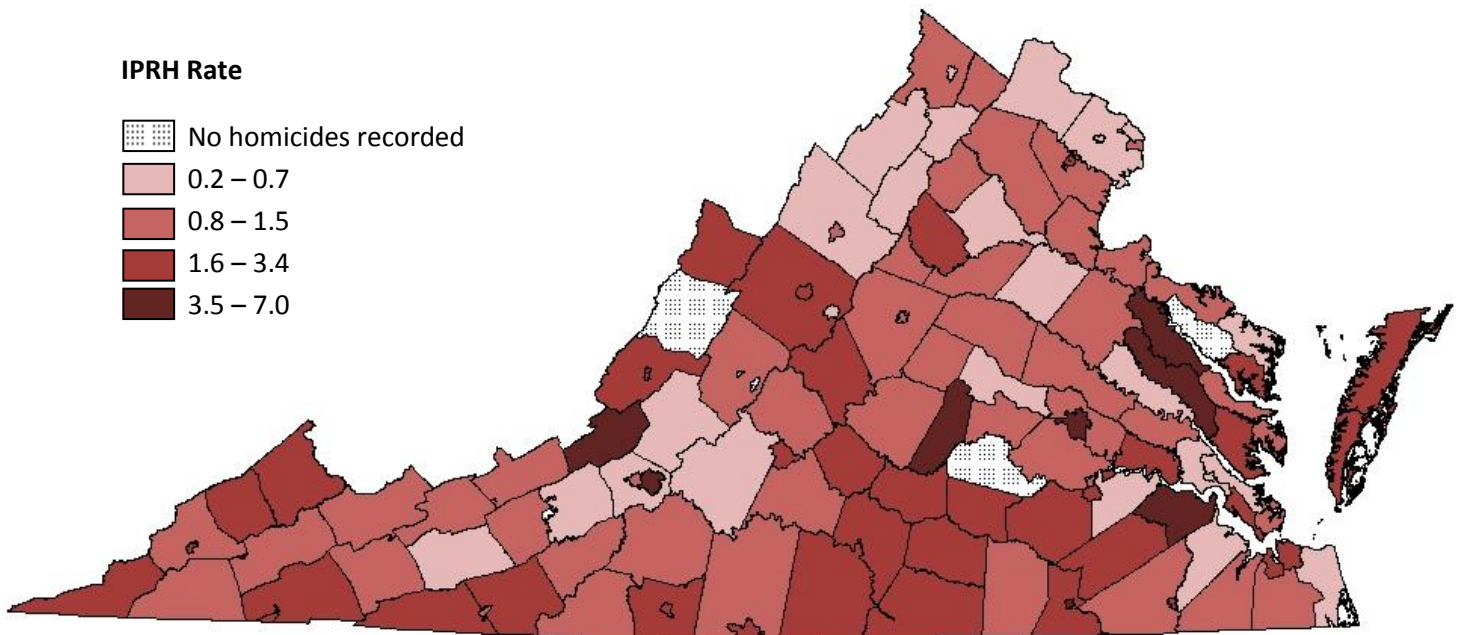 IPRH Rate
No homicides recorded
0.2 – 0.7
0.8 – 1.5
1.6 – 3.4
3.5 – 7.0